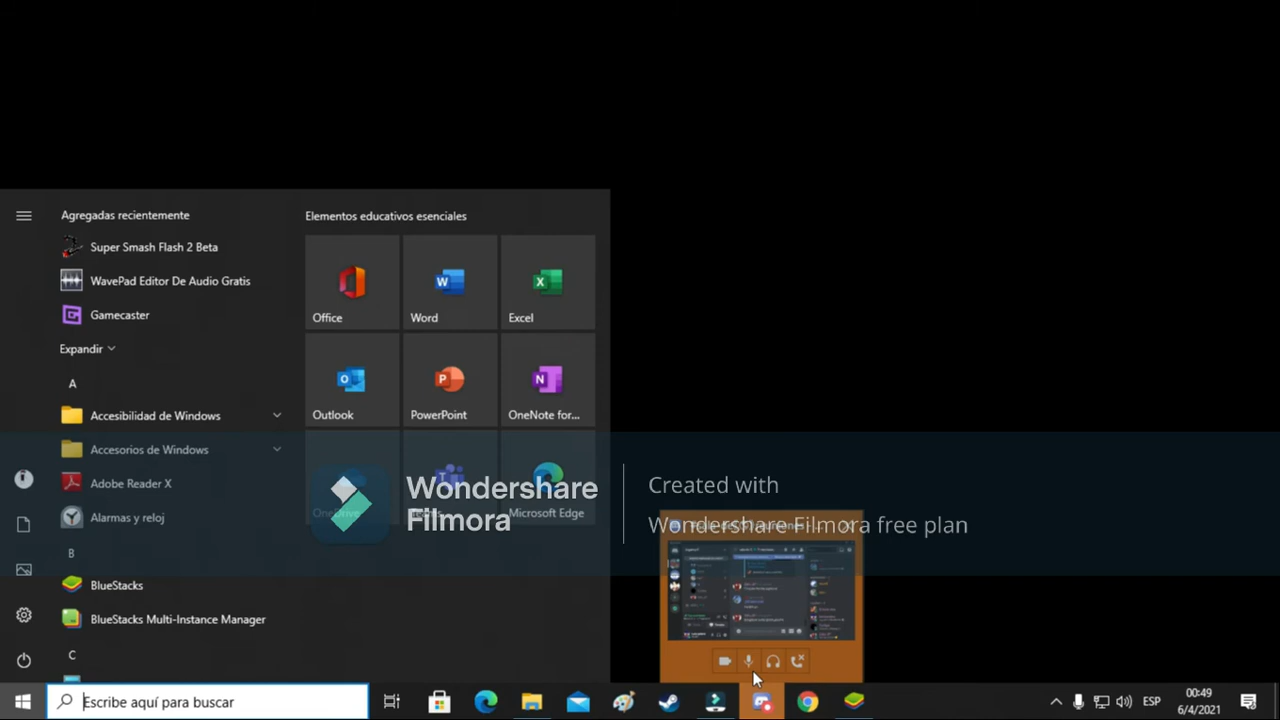 Agregadas recientemente
Super Smash Flash 2 Beta
WavePad Editor De Audio Gratis
Gamecaster
Expandir
A
Accesibilidad de Windows
Accesorios de Windows
Adobe Reader X
Alarmas y reloj
B
BlueStacks
BlueStacks Multi-Instance Manager
C
Elementos educativos esenciales
Office
Word
Excel
Outlook
PowerPoint
OneNote for...
OneDrive
Microsoft Edge
Wondershare
Filmora
Created with
Wondershare Filmora free plan
Escribe aquí para buscar
ESP
00:49
6/4/2021